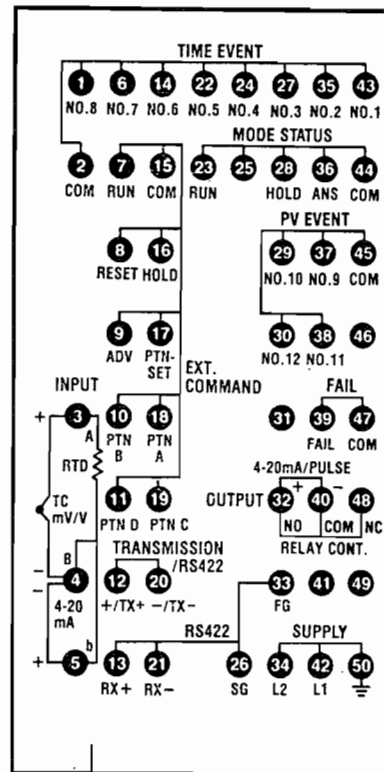 TIME EVENT
1 6 14 22 24 27 35 43
NO.8 NO.7 NO.6 NO.5 NO.4 NO.3 NO.2 NO.1
MODE STATUS
2 7 15 23 25 28 36 44
COM RUN COM RUN HOLD ANS COM
PV EVENT
8 16 29 37 45
RESET HOLD NO.10 NO.9 COM
9 17 30 38 46
ADV PTN-SET NO.12 NO.11
EXT. COMMAND
INPUT FAIL
+ 3 A 10 18 31 39 47
PTN B PTN A FAIL COM
RTD
4-20mA/PULSE
TC mV/V
11 19 OUTPUT 32 + 40 − 48
PTN D PTN C NO COM NC
RELAY CONT.
TRANSMISSION /RS422
− 4 B 12 20 33 41 49
− +/TX+ −/TX− FG
4-20 mA
RS422 SUPPLY
+ 5 b 13 21 26 34 42 50
RX+ RX− SG L2 L1